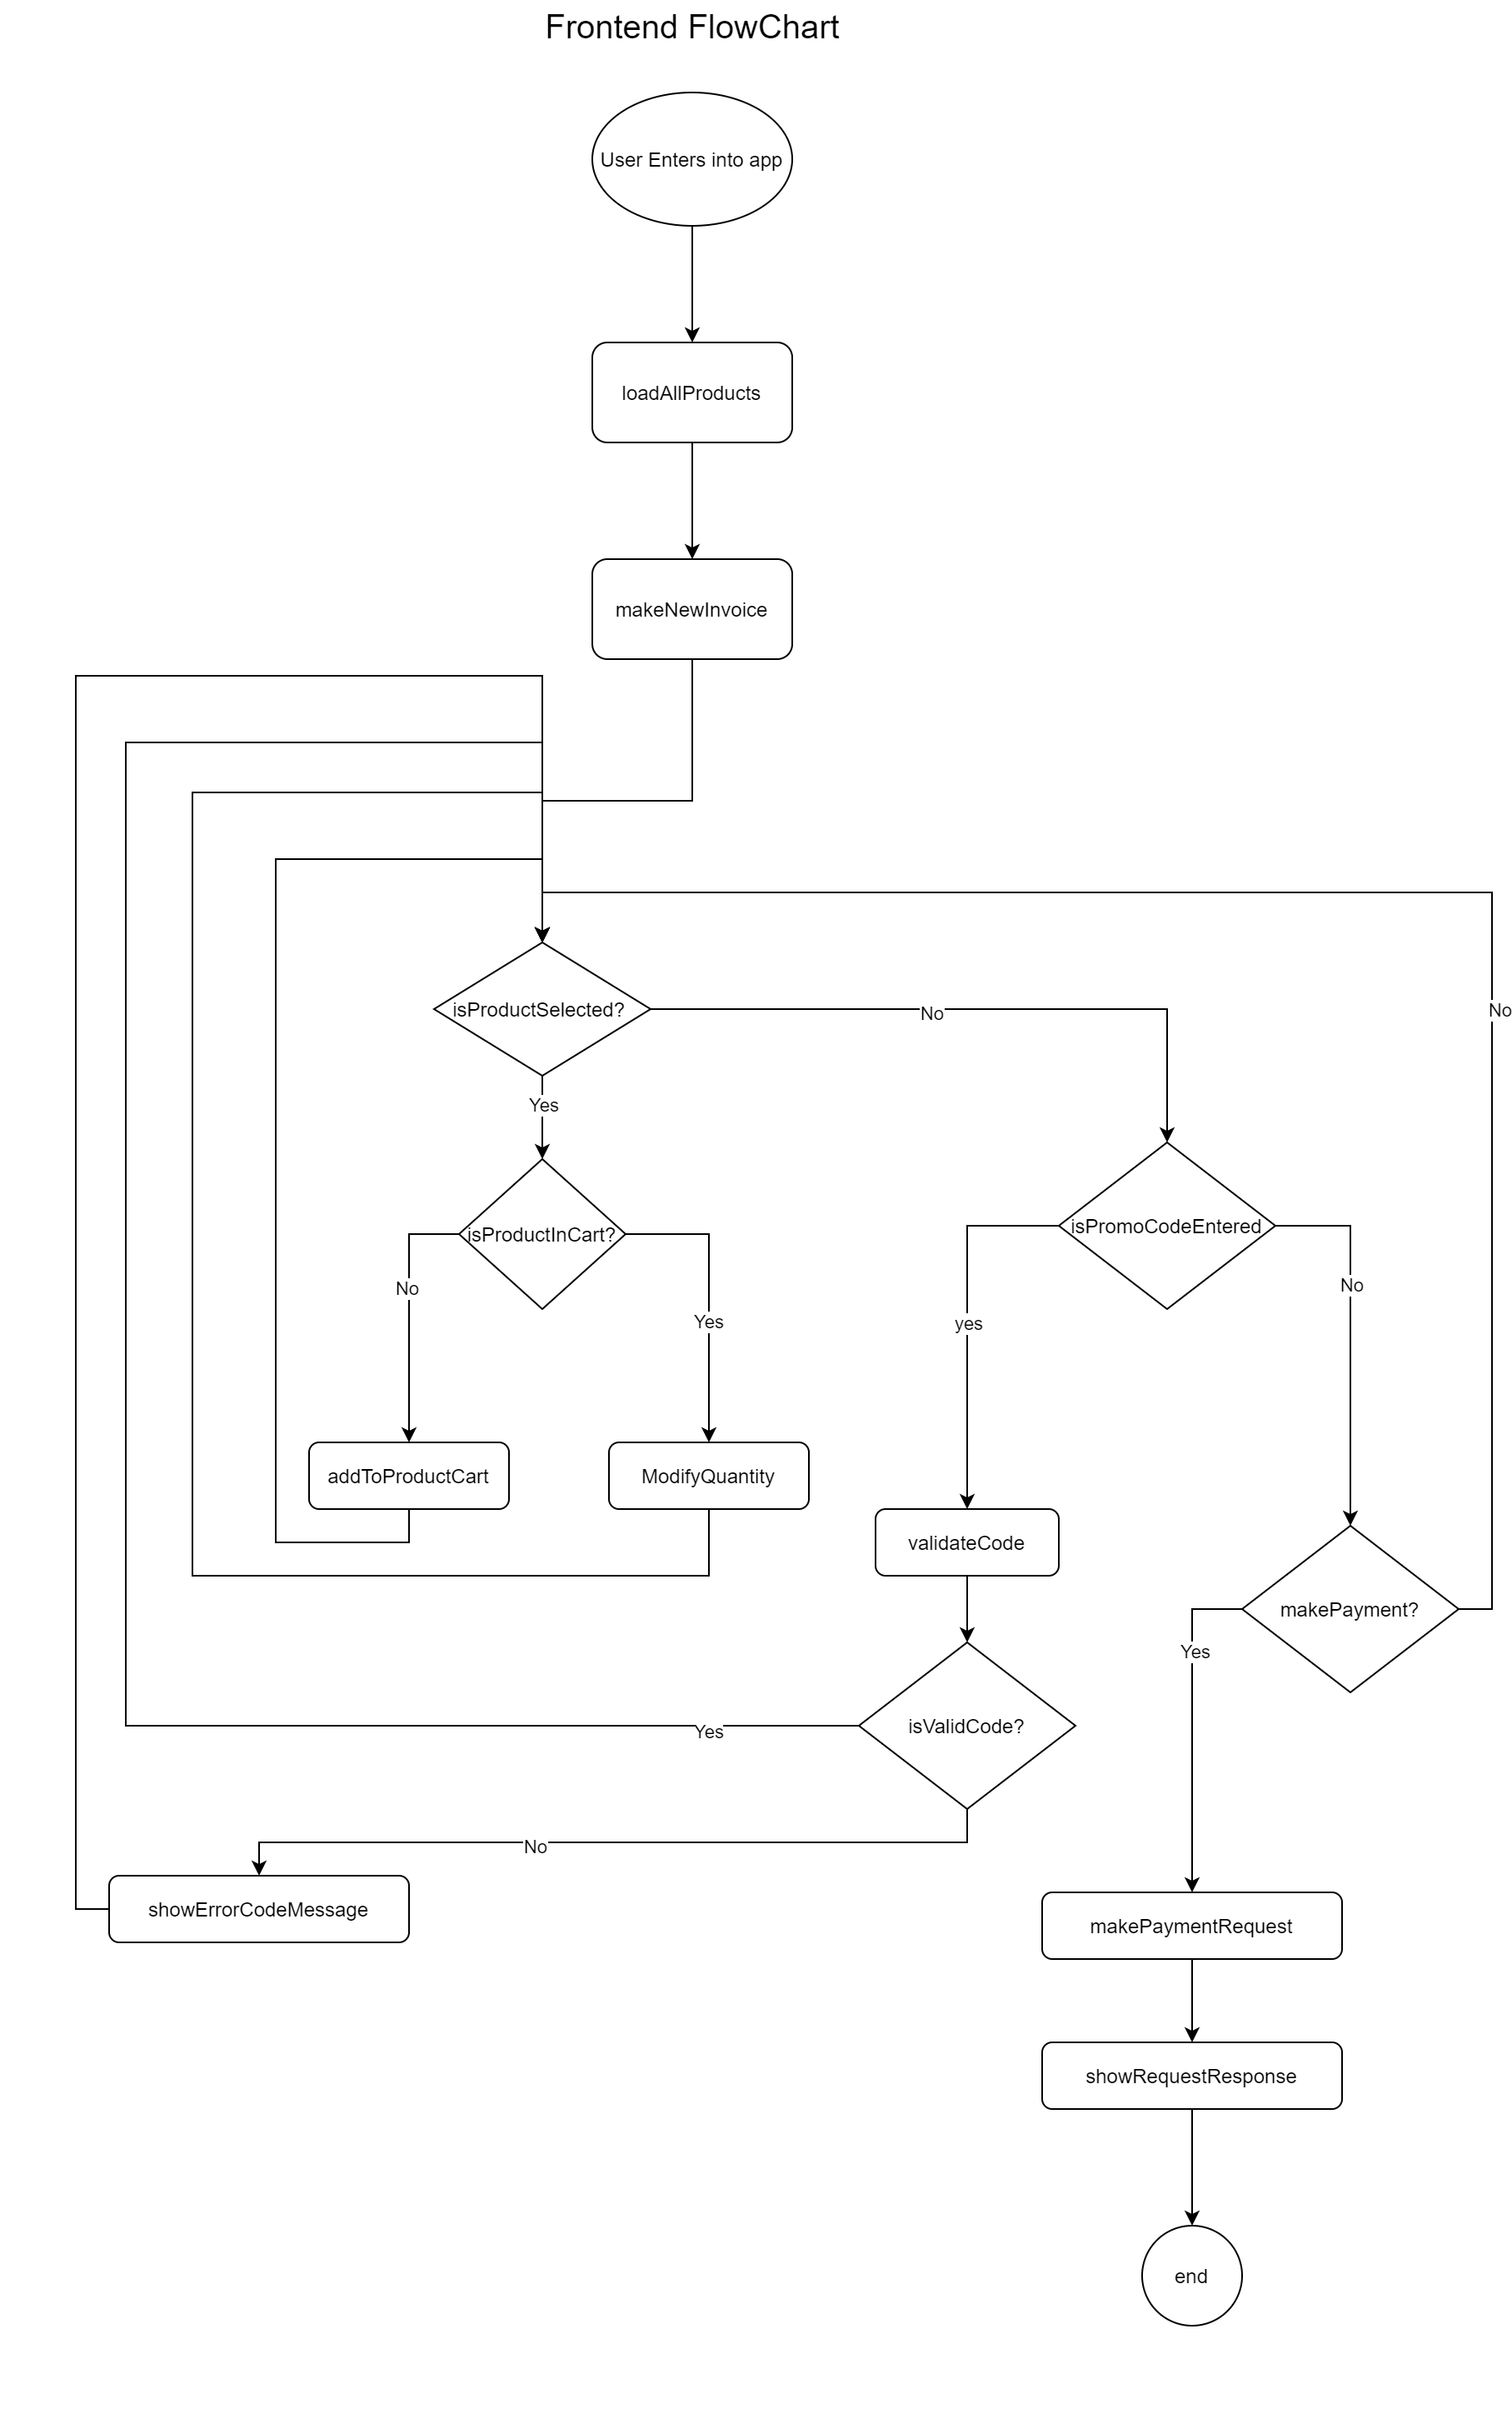 Frontend FlowChart
User Enters into app
loadAllProducts
makeNewInvoice
isProductSelected?
No
No
Yes
isProductInCart?
isPromoCodeEntered
No
No
Yes
yes
addToProductCart
ModifyQuantity
validateCode
makePayment?
Yes
isValidCode?
Yes
No
showErrorCodeMessage
makePaymentRequest
showRequestResponse
end